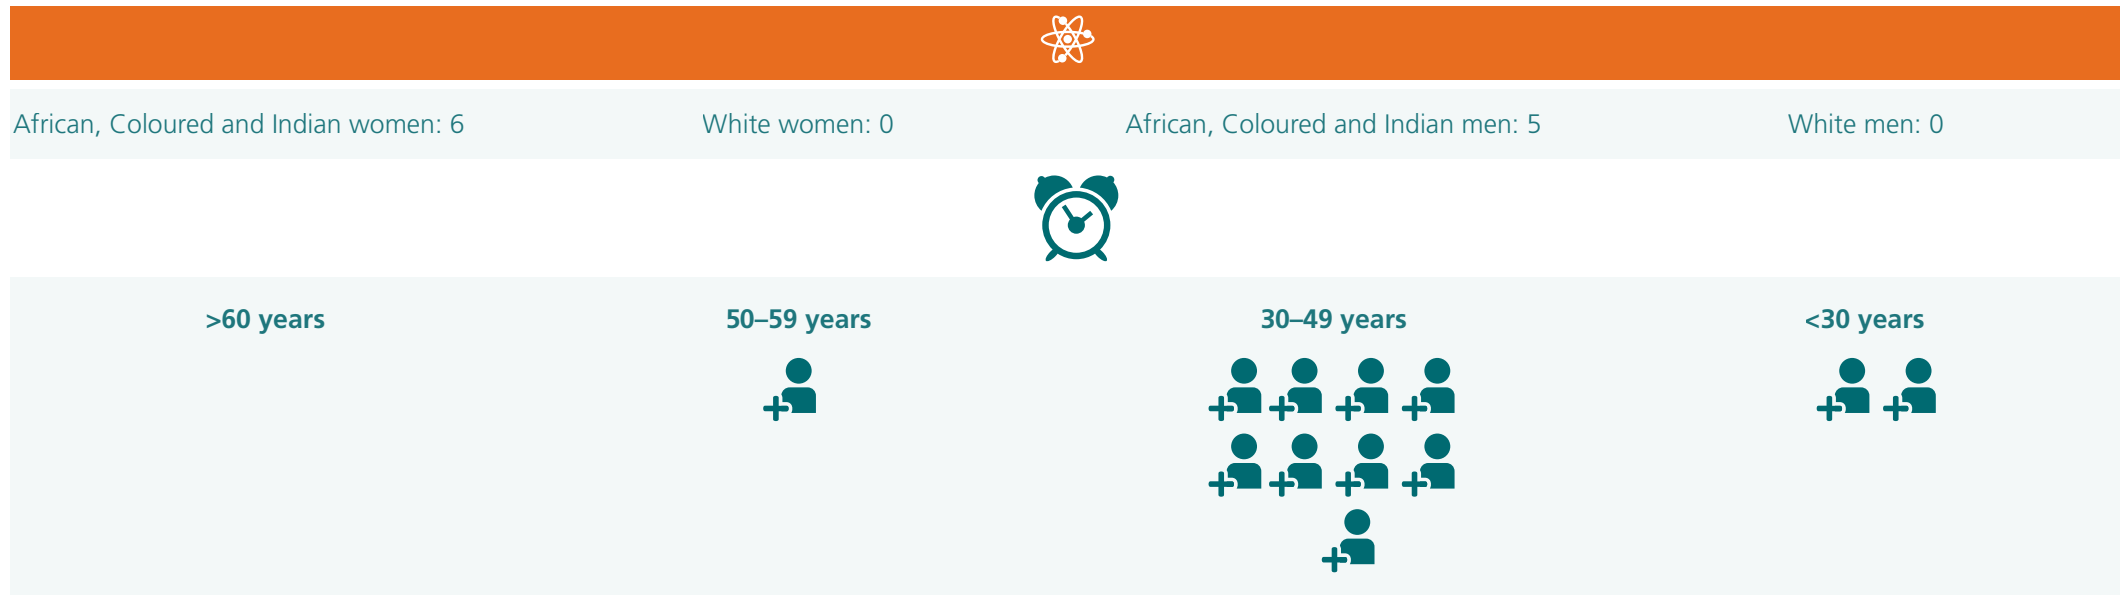 African, Coloured and Indian women: 6
White women: 0
African, Coloured and Indian men: 5
White men: 0
>60 years
50–59 years
30–49 years
<30 years